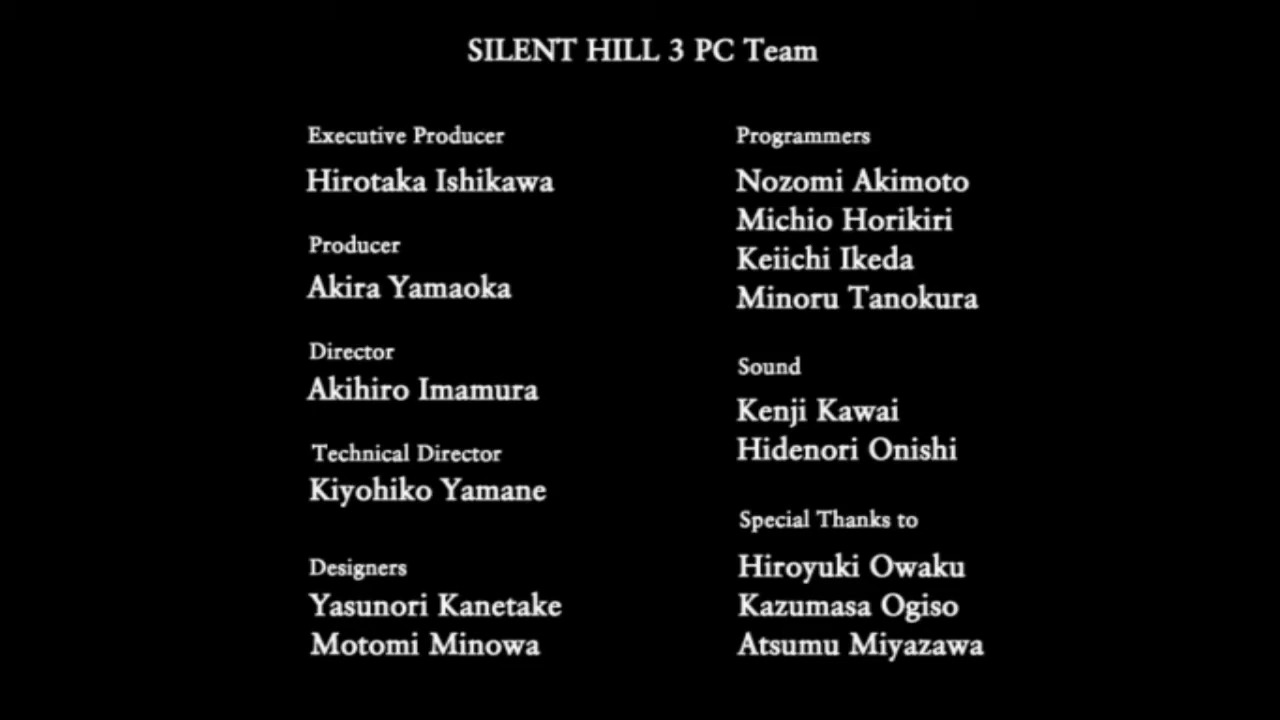 SILENT HILL 3 PC Team
Executive Producer
Hirotaka Ishikawa
Producer
Akira Yamaoka
Director
Akihiro Imamura
Technical Director
Kiyohiko Yamane
Designers
Yasunori Kanetake
Motomi Minowa
Programmers
Nozomi Akimoto
Michio Horikiri
Keiichi Ikeda
Minoru Tanokura
Sound
Kenji Kawai
Hidenori Onishi
Special Thanks to
Hiroyuki Owaku
Kazumasa Ogiso
Atsumu Miyazawa